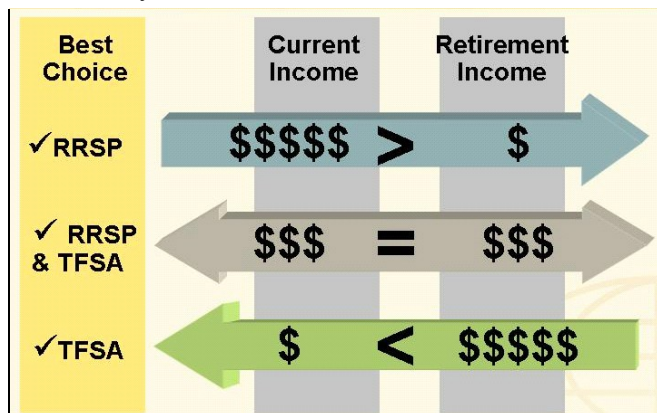 Best Current Retirement
Choice Income Income
✓RRSP $$$$$ > $
✓ RRSP
& TFSA $$$ = $$$
✓TFSA $ < $$$$$